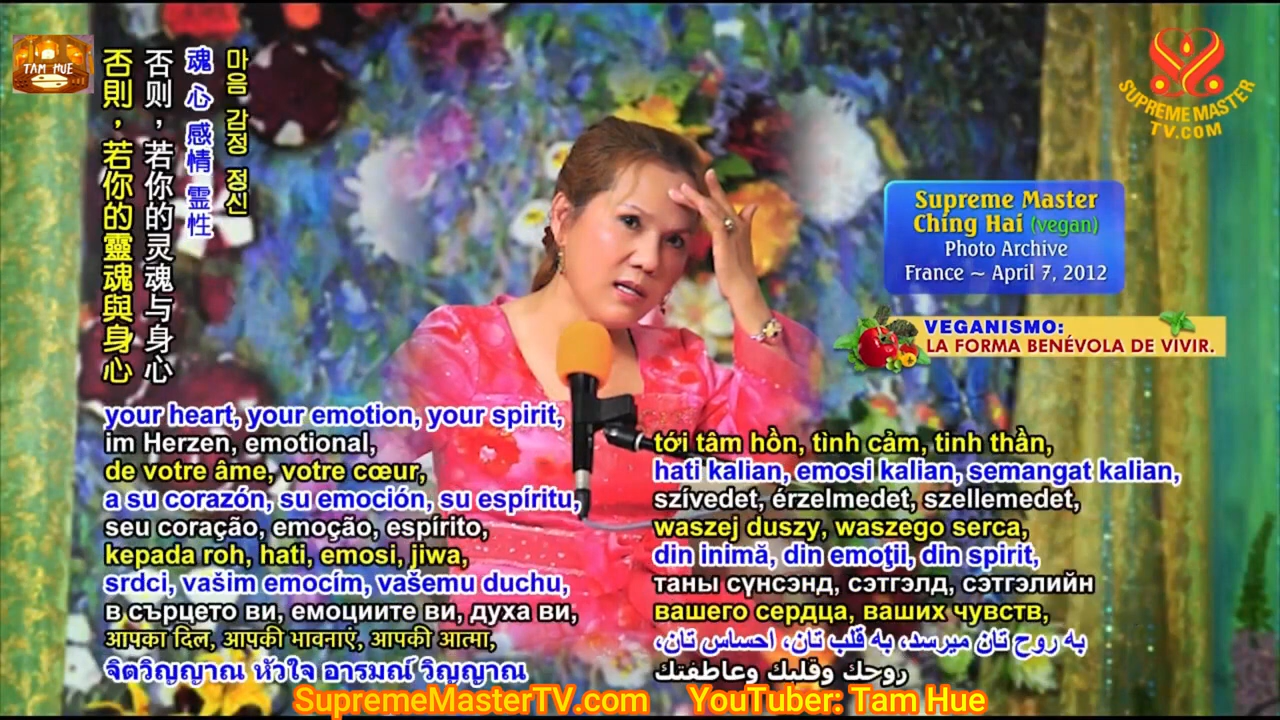 TAM HUE
마음 감정 정신
魂 心 感情 霊性
否则，若你的灵魂与身心
否則，若你的靈魂與身心
SUPREME MASTER
TV.COM
Supreme Master
Ching Hai (vegan)
Photo Archive
France ~ April 7, 2012
VEGANISMO:
LA FORMA BENÉVOLA DE VIVIR.
your heart, your emotion, your spirit,
im Herzen, emotional,
de votre âme, votre cœur,
a su corazón, su emoción, su espíritu,
seu coração, emoção, espírito,
kepada roh, hati, emosi, jiwa,
srdci, vašim emocím, vašemu duchu,
в сърцето ви, емоциите ви, духа ви,
आपका दिल, आपकी भावनाएं, आपकी आत्मा,
จิตวิญญาณ หัวใจ อารมณ์ วิญญาณ
tới tâm hồn, tình cảm, tinh thần,
hati kalian, emosi kalian, semangat kalian,
szívedet, érzelmedet, szellemedet,
waszej duszy, waszego serca,
din inimă, din emoţii, din spirit,
таны сүнсэнд, сэтгэлд, сэтгэлийн
вашего сердца, ваших чувств,
به روح تان میرسد، به قلب تان، احساس تان،
روحك وقلبك وعاطفتك
SupremeMasterTV.com YouTuber: Tam Hue